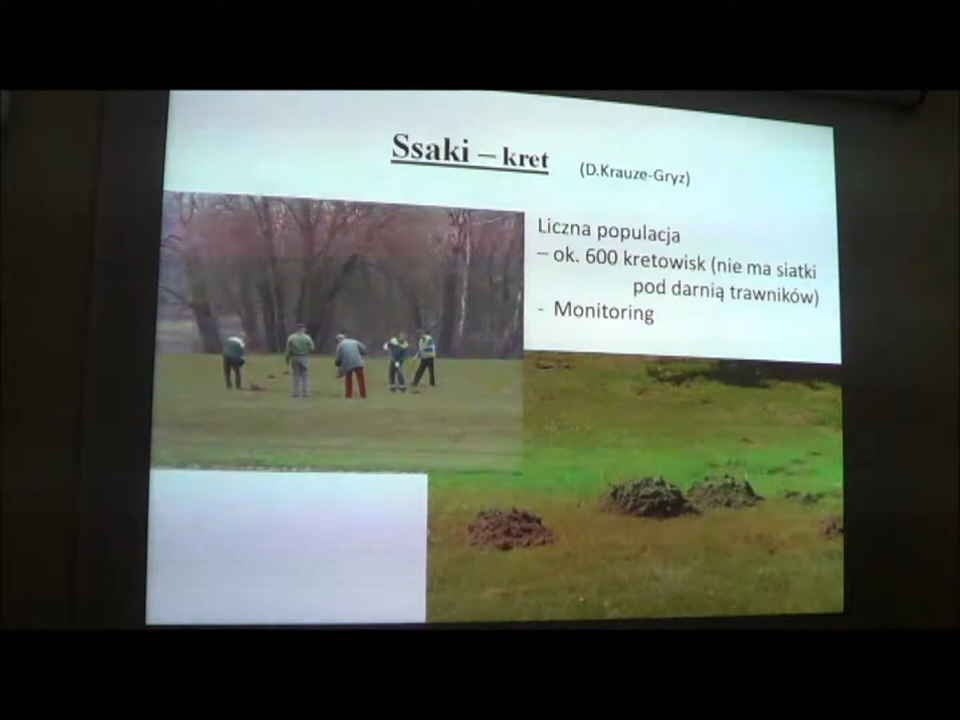 Ssaki – kret (D.Krauze-Gryz)
Liczna populacja
– ok. 600 kretowisk (nie ma siatki
pod darnią trawników)
- Monitoring